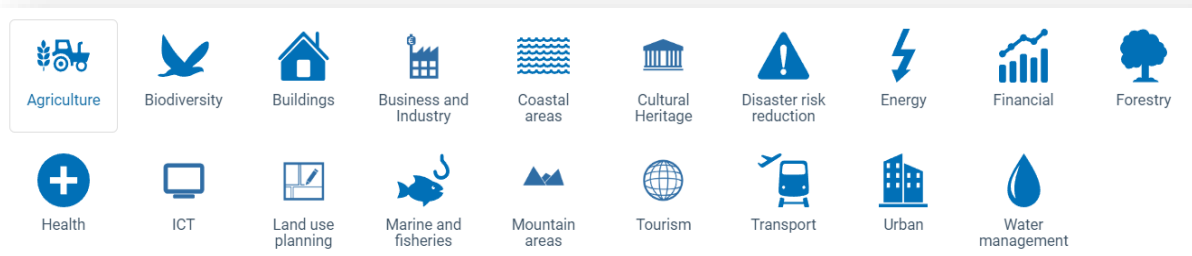 Agriculture
Biodiversity
Buildings
Business and
Industry
Coastal
areas
Cultural
Heritage
Disaster risk
reduction
Energy
Financial
Forestry
Health
ICT
Land use
planning
Marine and
fisheries
Mountain
areas
Tourism
Transport
Urban
Water
management